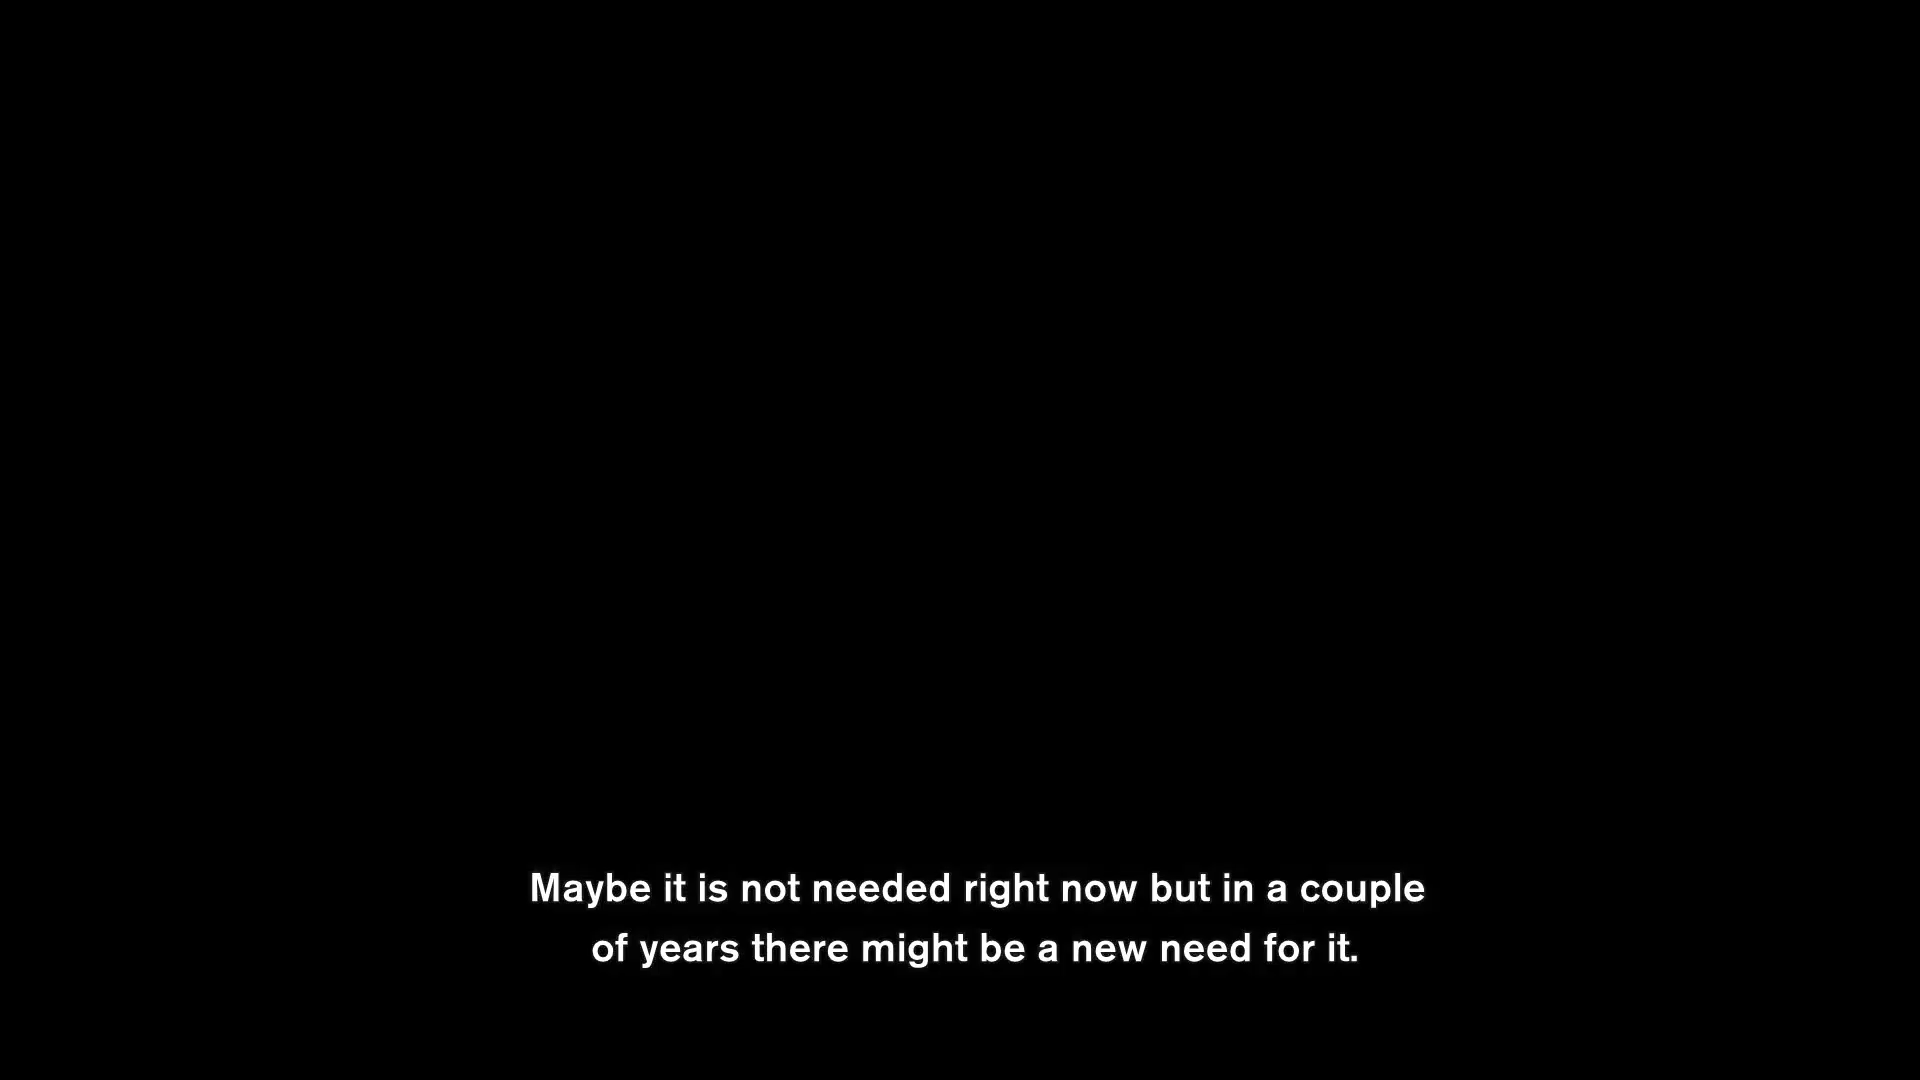 Maybe it is not needed right now but in a couple
of years there might be a new need for it.